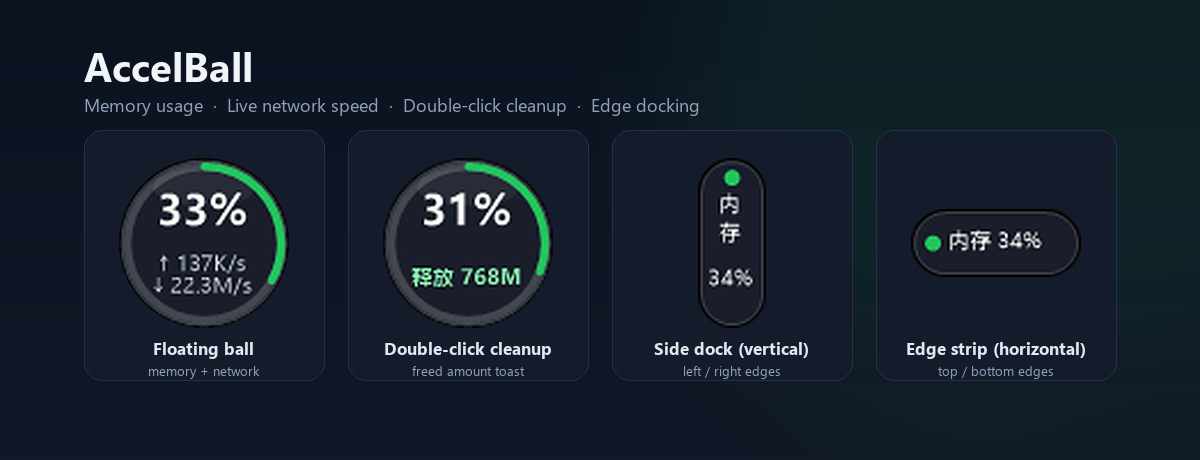 AccelBall
Memory usage · Live network speed · Double-click cleanup · Edge docking
33%
↑ 137K/s
↓ 22.3M/s
Floating ball
memory + network
31%
释放 768M
Double-click cleanup
freed amount toast
内
存
34%
Side dock (vertical)
left / right edges
内存 34%
Edge strip (horizontal)
top / bottom edges